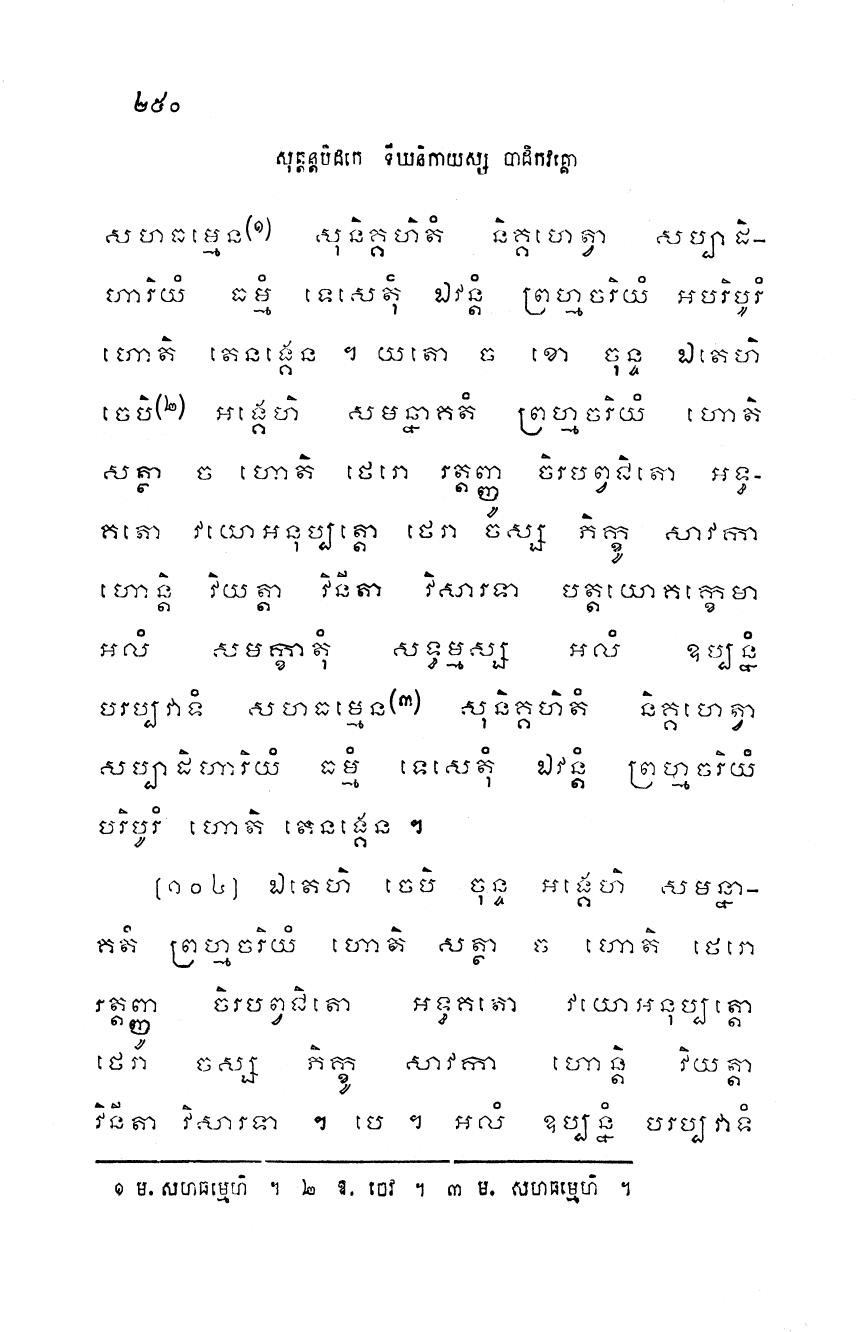 ២៥០
សុត្តន្តបិដកេ ទីឃនិកាយស្ស បាដិកវគ្គោ
សហធម្មេន(១) សុនិគ្គហិតំ និគ្គហេត្វា សប្បាដិ-
ហារិយំ ធម្មំ ទេសេតុំ ឯវន្តំ ព្រហ្មចរិយំ អបរិបូរំ
ហោតិ តេនង្គេន ។ យតោ ច ខោ ចុន្ទ ឯតេហិ
ចេបិ(២) អង្គេហិ សមន្នាគតំ ព្រហ្មចរិយំ ហោតិ
សត្ថា ច ហោតិ ថេរោ រត្តញ្ញូ ចិរបព្វជិតោ អទ្ធ-
គតោ វយោអនុប្បត្តោ ថេរា ចស្ស ភិក្ខូ សាវកា
ហោន្តិ វិយត្តា វិនីតា វិសារទា បត្តយោគក្ខេមា
អលំ សមក្ខាតុំ សទ្ធម្មស្ស អលំ ឧប្បន្នំ
បរប្បវាទំ សហធម្មេន(៣) សុនិគ្គហិតំ និគ្គហេត្វា
សប្បាដិហារិយំ ធម្មំ ទេសេតុំ ឯវន្តំ ព្រហ្មចរិយំ
បរិបូរំ ហោតិ តេនង្គេន ។
[១០៤] ឯតេហិ ចេបិ ចុន្ទ អង្គេហិ សមន្នា-
គតំ ព្រហ្មចរិយំ ហោតិ សត្ថា ច ហោតិ ថេរោ
រត្តញ្ញូ ចិរបព្វជិតោ អទ្ធគតោ វយោអនុប្បត្តោ
ថេរា ចស្ស ភិក្ខូ សាវកា ហោន្តិ វិយត្តា
វិនីតា វិសារទា ។ បេ ។ អលំ ឧប្បន្នំ បរប្បវាទំ
១ ម. សហធម្មេហិ ។ ២ ឧ. ចេវ ។ ៣ ម. សហធម្មេហិ ។